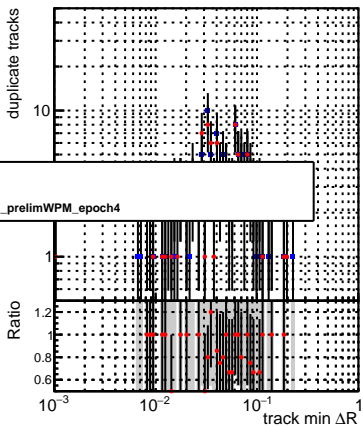 duplicate tracks
10
_prelimWPM_epoch4
1
Ratio
1.2
1
0.8
0.6
10⁻³ 10⁻² 10⁻¹ 1
track min ΔR